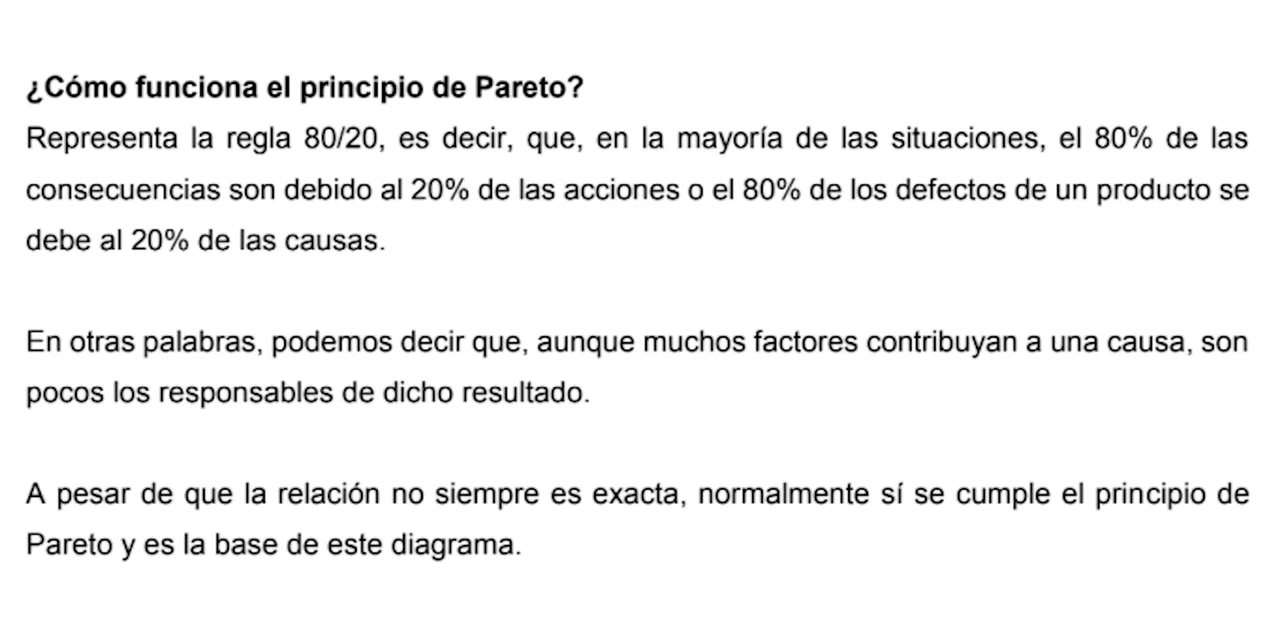 ¿Cómo funciona el principio de Pareto?
Representa la regla 80/20, es decir, que, en la mayoría de las situaciones, el 80% de las
consecuencias son debido al 20% de las acciones o el 80% de los defectos de un producto se
debe al 20% de las causas.
En otras palabras, podemos decir que, aunque muchos factores contribuyan a una causa, son
pocos los responsables de dicho resultado.
A pesar de que la relación no siempre es exacta, normalmente sí se cumple el principio de
Pareto y es la base de este diagrama.